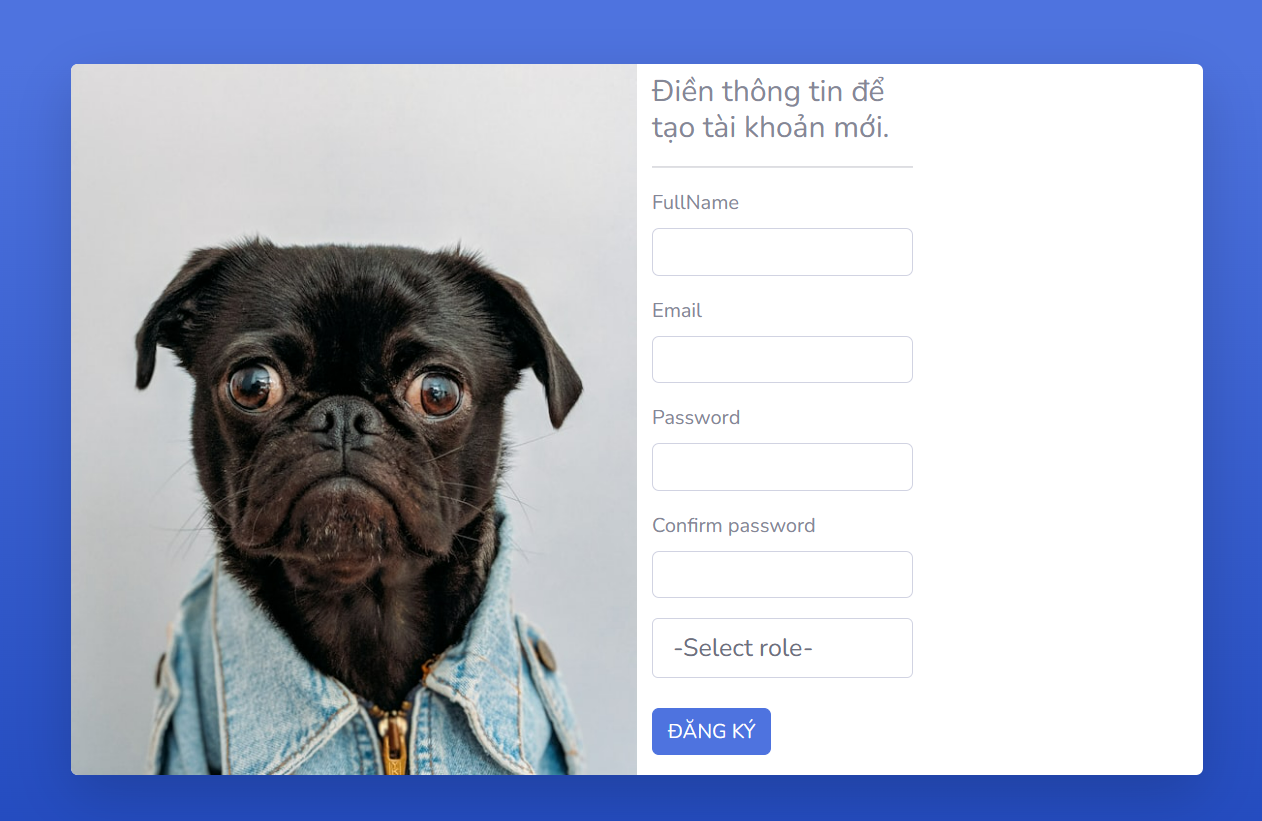 Điền thông tin để
tạo tài khoản mới.
FullName
Email
Password
Confirm password
-Select role-
ĐĂNG KÝ